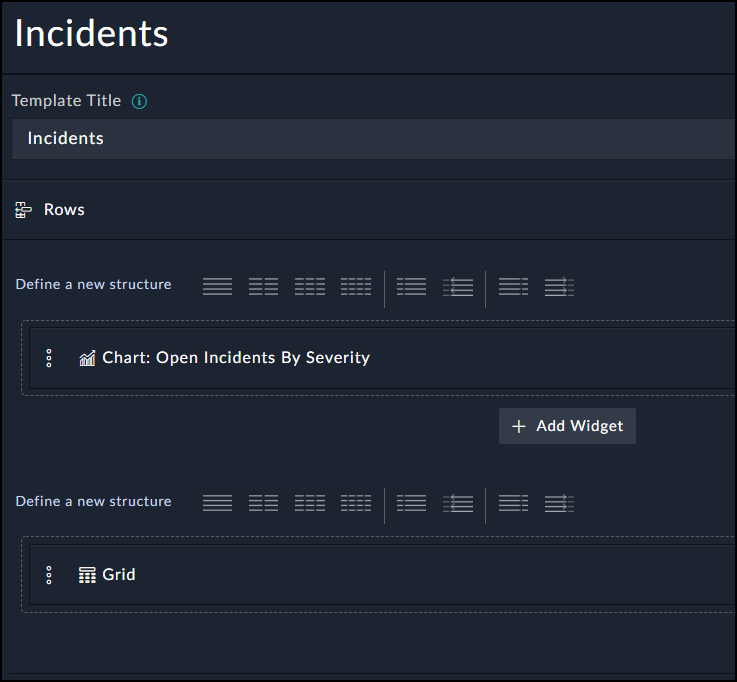 Incidents
Template Title
Incidents
Rows
Define a new structure
Chart: Open Incidents By Severity
+ Add Widget
Define a new structure
Grid